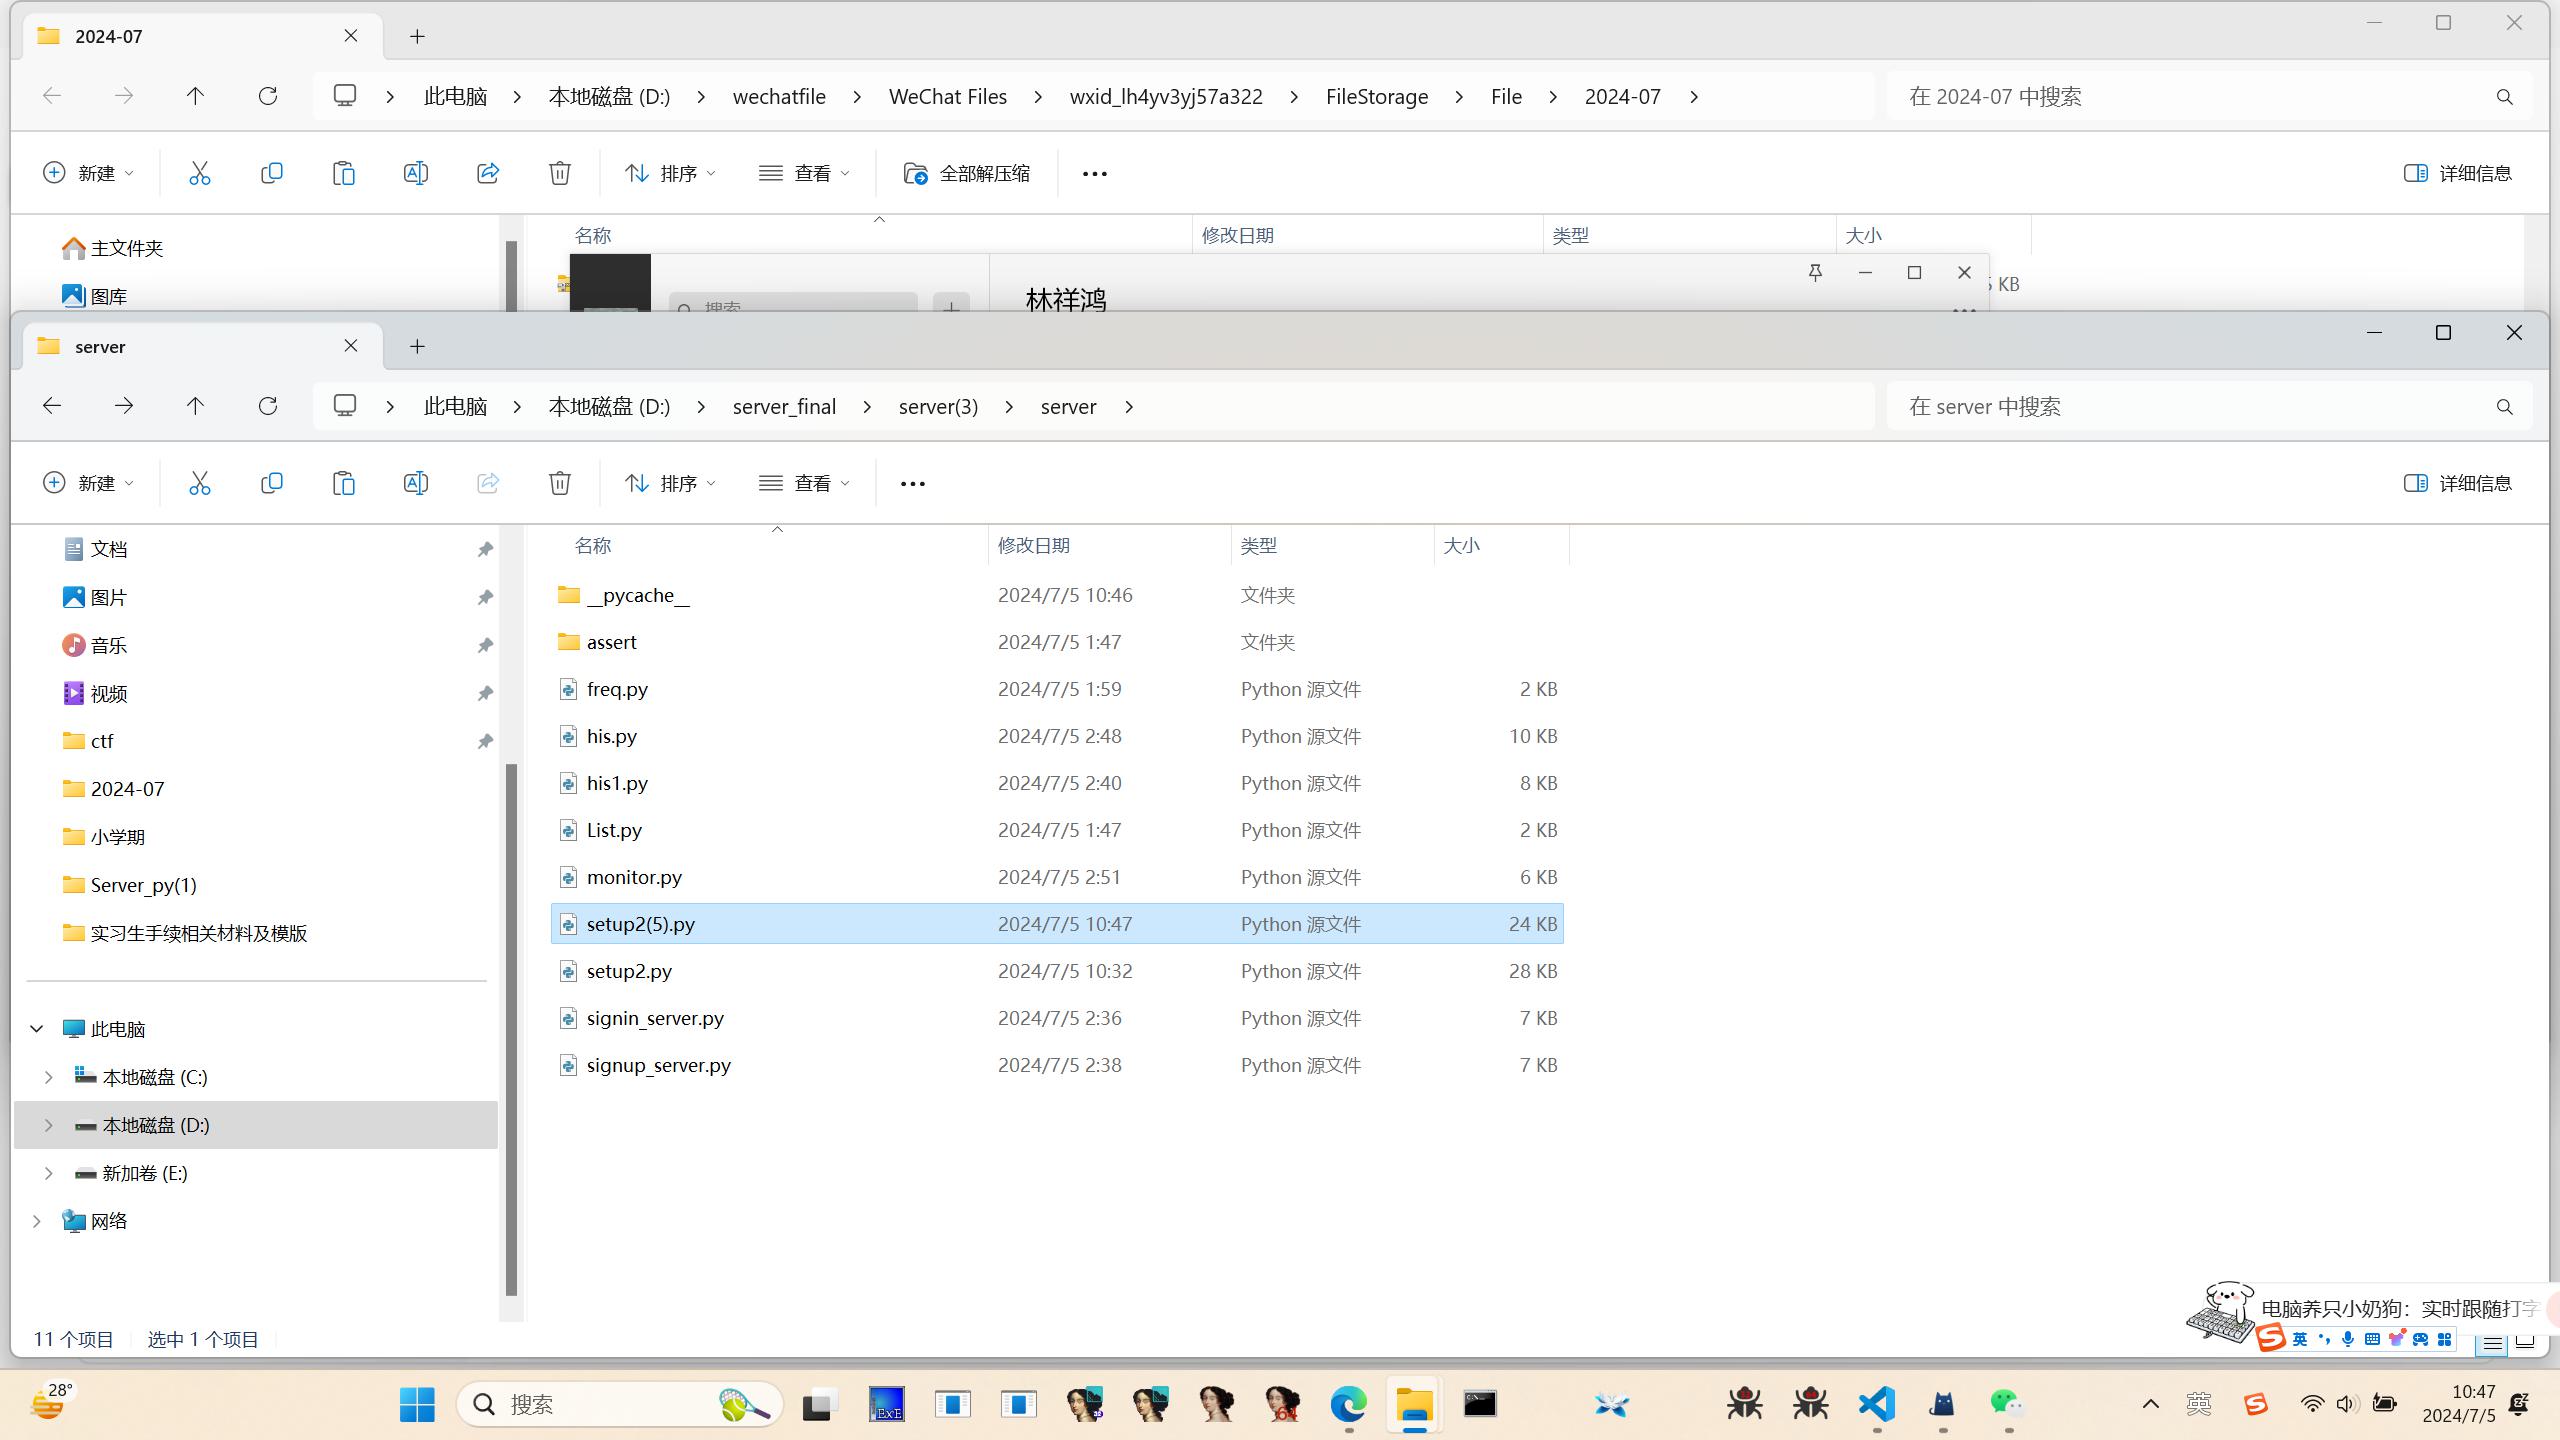 2024-07
此电脑 本地磁盘 (D:) wechatfile WeChat Files wxid_lh4yv3yj57a322 FileStorage File 2024-07
在 2024-07 中搜索
新建 排序 查看 全部解压缩 详细信息
主文件夹
图库
名称 修改日期 类型 大小
KB
搜索
林祥鸿
server
此电脑 本地磁盘 (D:) server_final server(3) server
在 server 中搜索
新建 排序 查看 详细信息
文档
图片
音乐
视频
ctf
2024-07
小学期
Server_py(1)
实习生手续相关材料及模版
此电脑
本地磁盘 (C:)
本地磁盘 (D:)
新加卷 (E:)
网络
名称 修改日期 类型 大小
__pycache__ 2024/7/5 10:46 文件夹
assert 2024/7/5 1:47 文件夹
freq.py 2024/7/5 1:59 Python 源文件 2 KB
his.py 2024/7/5 2:48 Python 源文件 10 KB
his1.py 2024/7/5 2:40 Python 源文件 8 KB
List.py 2024/7/5 1:47 Python 源文件 2 KB
monitor.py 2024/7/5 2:51 Python 源文件 6 KB
setup2(5).py 2024/7/5 10:47 Python 源文件 24 KB
setup2.py 2024/7/5 10:32 Python 源文件 28 KB
signin_server.py 2024/7/5 2:36 Python 源文件 7 KB
signup_server.py 2024/7/5 2:38 Python 源文件 7 KB
电脑养只小奶狗：实时跟随打字
英
11 个项目 选中 1 个项目
28°
搜索
ExE
32
64
英
10:47
2024/7/5